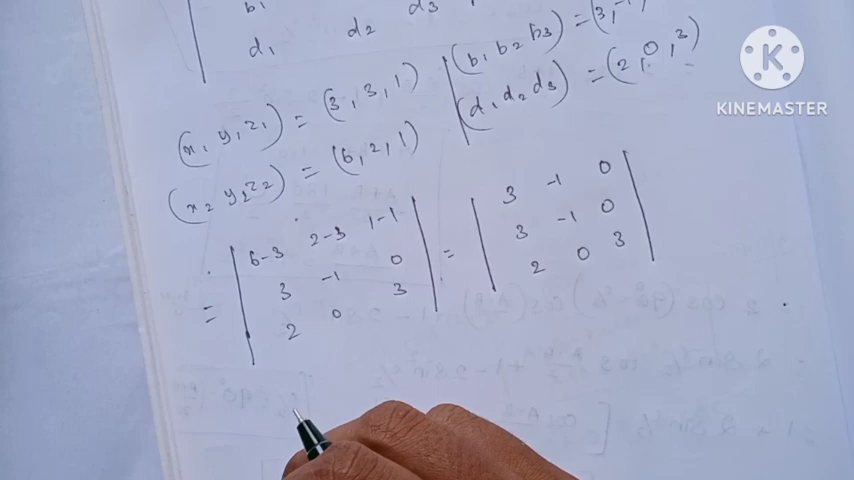 b₁ d₃
d₁ d₂
(x₁ y₁ z₁) = (3, 3, 1) (b₁ b₂ b₃) = (3, -1,
(x₂ y₂ z₂) = (6, 2, 1) (d₁ d₂ d₃) = (2, 0, 3)
= | 6-3 2-3 1-1 | = | 3 -1 0 |
| 3 -1 0 | | 3 -1 0 |
| 2 0 3 | | 2 0 3 |
K
KINEMASTER